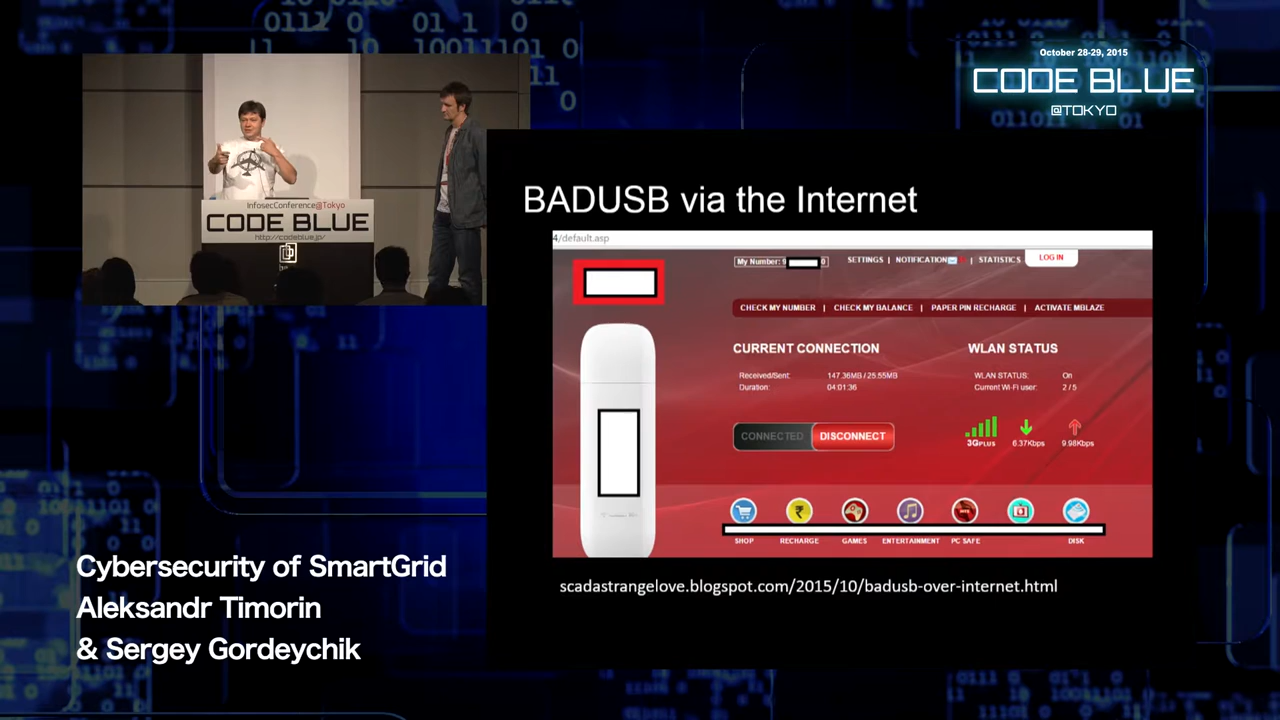 October 28-29, 2015
CODE BLUE
@TOKYO
InfosecConference@Tokyo
CODE BLUE
http://codeblue.jp/
BADUSB via the Internet
4/default.asp
My Number: 9 0
SETTINGS | NOTIFICATION | STATISTICS
LOG IN
CHECK MY NUMBER | CHECK MY BALANCE | PAPER PIN RECHARGE | ACTIVATE MBLAZE
CURRENT CONNECTION
Received/Sent: 147.36MB / 25.55MB
Duration: 04:01:36
CONNECTED DISCONNECT
WLAN STATUS
WLAN STATUS: On
Current Wi-Fi user: 2 / 5
3GPLUS 6.37Kbps 9.98Kbps
SHOP RECHARGE GAMES ENTERTAINMENT PC SAFE DISK
scadastrangelove.blogspot.com/2015/10/badusb-over-internet.html
Cybersecurity of SmartGrid
Aleksandr Timorin
& Sergey Gordeychik